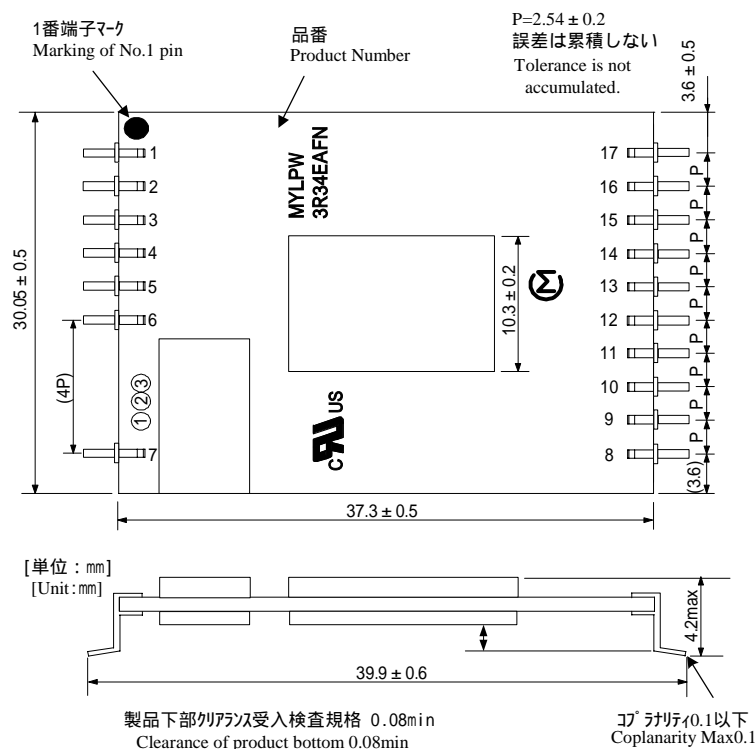 1番端子マーク
Marking of No.1 pin
品番
Product Number
P=2.54 ± 0.2
誤差は累積しない
Tolerance is not
accumulated.
3.6 ± 0.5
1
2
3
4
5
6
7
17
16
15
14
13
12
11
10
9
8
P
P
P
P
P
P
P
P
P
(3.6)
MYLPW
3R34EAFN
10.3 ± 0.2
30.05 ± 0.5
(4P)
①②③
C UR US
37.3 ± 0.5
[単位:mm]
[Unit:mm]
4.2max
39.9 ± 0.6
製品下部クリアランス受入検査規格 0.08min
Clearance of product bottom 0.08min
コプラナリティ0.1以下
Coplanarity Max0.1